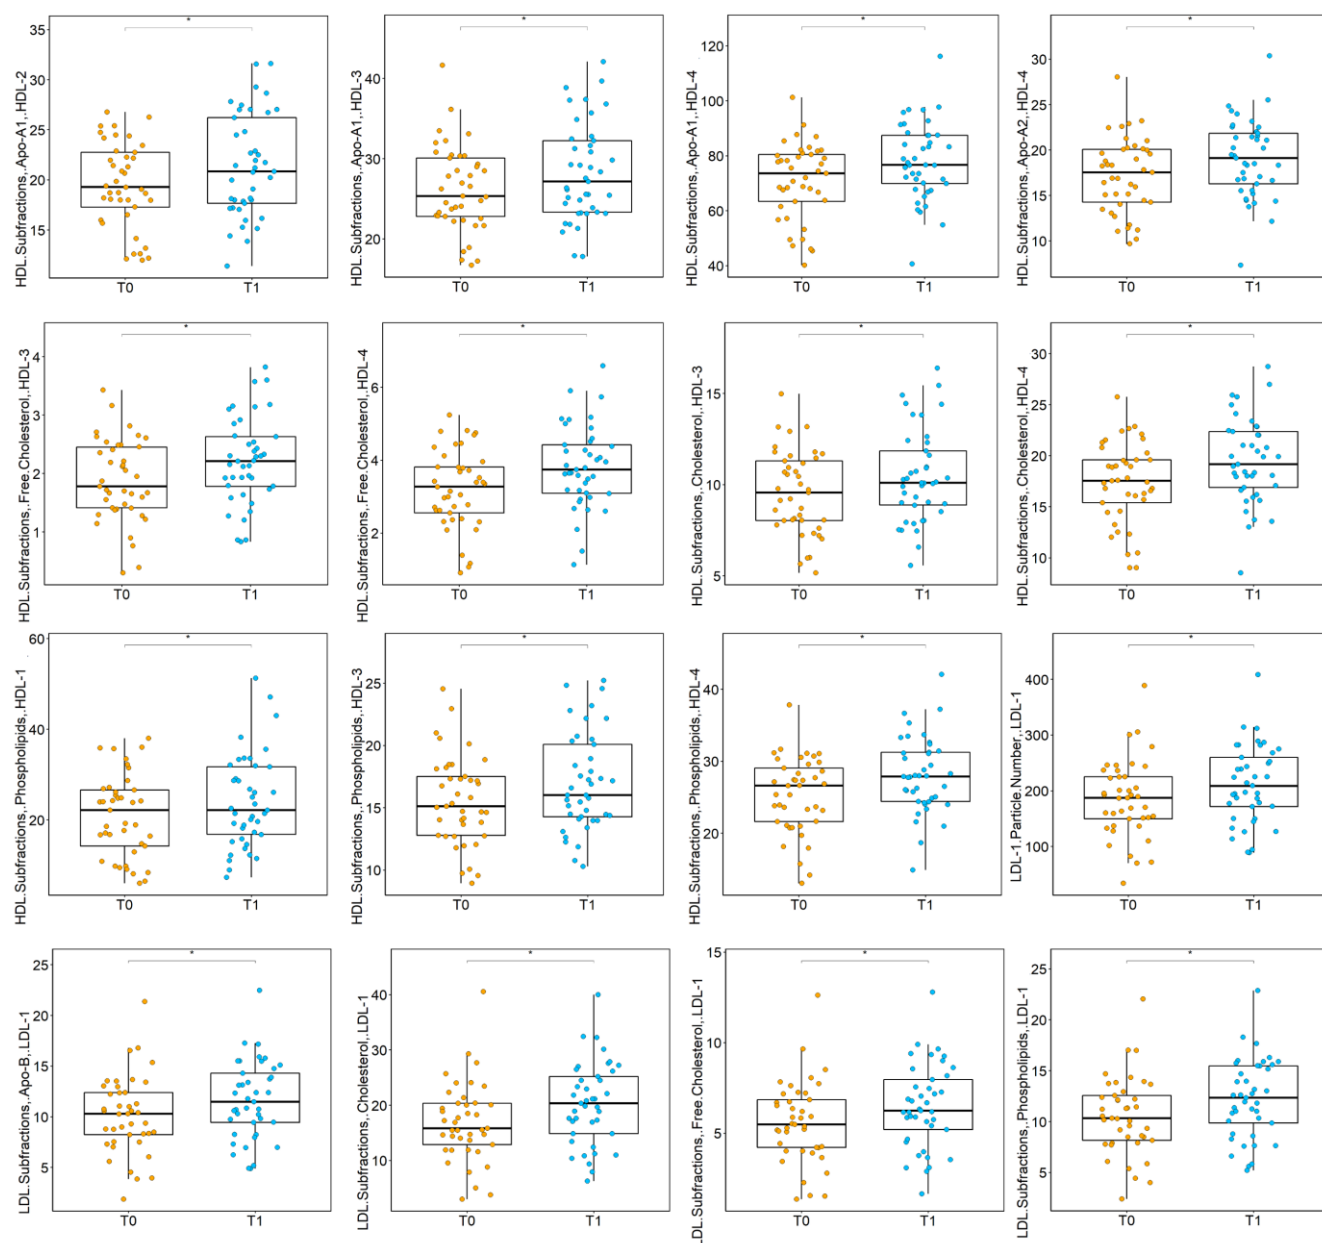 HDL.Subfractions,.Apo-A1,.HDL-2
35
30
25
20
15
*
T0 T1
HDL.Subfractions,.Apo-A1,.HDL-3
40
30
20
*
T0 T1
HDL.Subfractions,.Apo-A1,.HDL-4
120
100
80
60
40
*
T0 T1
HDL.Subfractions,.Apo-A2,.HDL-4
30
25
20
15
10
*
T0 T1
HDL.Subfractions,.Free.Cholesterol,.HDL-3
4
3
2
1
*
T0 T1
HDL.Subfractions,.Free.Cholesterol,.HDL-4
6
4
2
*
T0 T1
HDL.Subfractions,.Cholesterol,.HDL-3
15
10
5
*
T0 T1
HDL.Subfractions,.Cholesterol,.HDL-4
30
25
20
15
10
*
T0 T1
HDL.Subfractions,.Phospholipids,.HDL-1
60
40
20
*
T0 T1
HDL.Subfractions,.Phospholipids,.HDL-3
25
20
15
10
*
T0 T1
HDL.Subfractions,.Phospholipids,.HDL-4
40
30
20
*
T0 T1
LDL-1.Particle.Number,.LDL-1
400
300
200
100
*
T0 T1
LDL.Subfractions,.Apo-B,.LDL-1
25
20
15
10
5
*
T0 T1
LDL.Subfractions,.Cholesterol,.LDL-1
40
30
20
10
*
T0 T1
LDL.Subfractions,.Free.Cholesterol,.LDL-1
15
10
5
*
T0 T1
LDL.Subfractions,.Phospholipids,.LDL-1
25
20
15
10
5
*
T0 T1